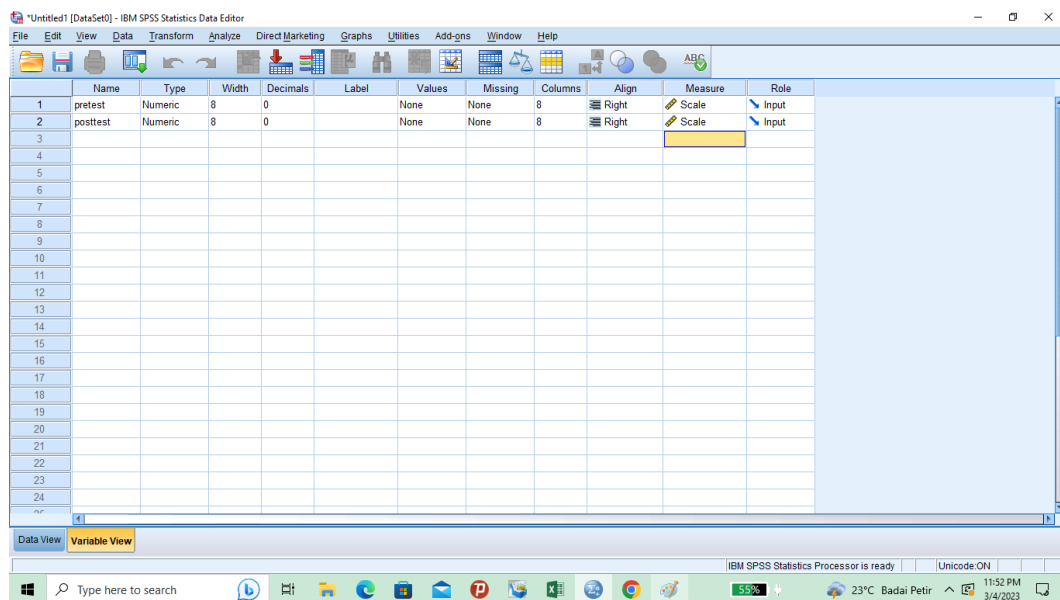 *Untitled1 [DataSet0] - IBM SPSS Statistics Data Editor
File Edit View Data Transform Analyze Direct Marketing Graphs Utilities Add-ons Window Help
Name Type Width Decimals Label Values Missing Columns Align Measure Role
1 pretest Numeric 8 0 None None 8 Right Scale Input
2 posttest Numeric 8 0 None None 8 Right Scale Input
3
4
5
6
7
8
9
10
11
12
13
14
15
16
17
18
19
20
21
22
23
24
Data View Variable View
IBM SPSS Statistics Processor is ready Unicode:ON
Type here to search 55% 23°C Badai Petir 11:52 PM
3/4/2023